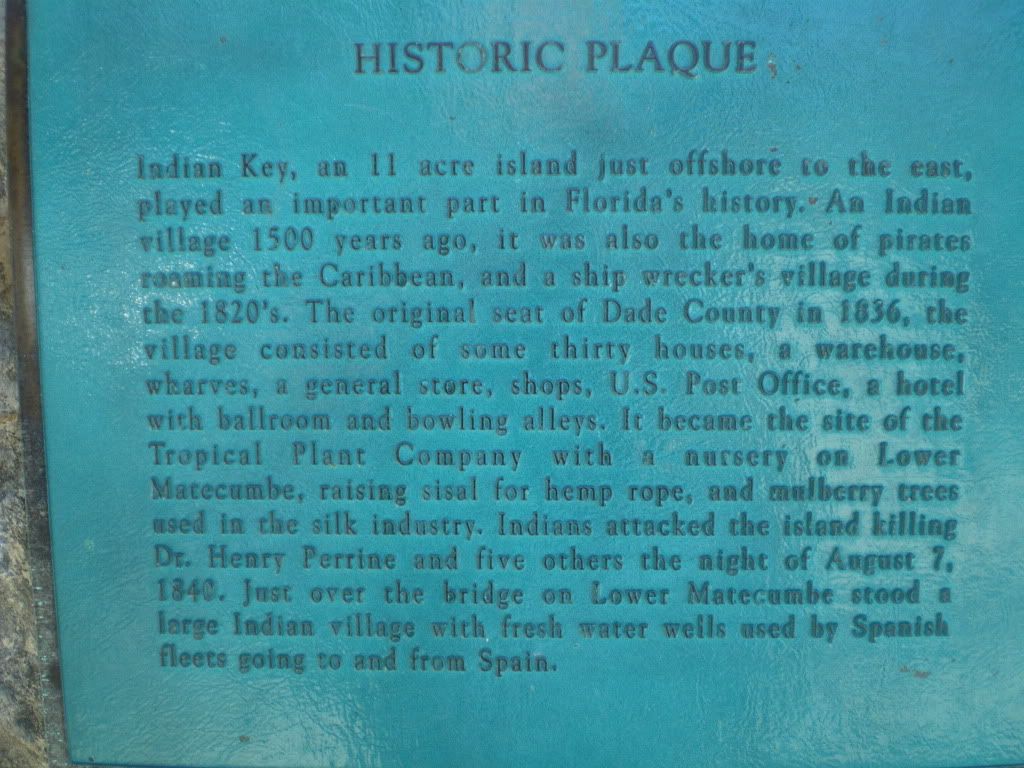 HISTORIC PLAQUE
Indian Key, an 11 acre island just offshore to the east,
played an important part in Florida's history. An Indian
village 1500 years ago, it was also the home of pirates
roaming the Caribbean, and a ship wrecker's village during
the 1820's. The original seat of Dade County in 1836, the
village consisted of some thirty houses, a warehouse,
wharves, a general store, shops, U.S. Post Office, a hotel
with ballroom and bowling alleys. It became the site of the
Tropical Plant Company with a nursery on Lower
Matecumbe, raising sisal for hemp rope, and mulberry trees
used in the silk industry. Indians attacked the island killing
Dr. Henry Perrine and five others the night of August 7,
1840. Just over the bridge on Lower Matecumbe stood a
large Indian village with fresh water wells used by Spanish
fleets going to and from Spain.